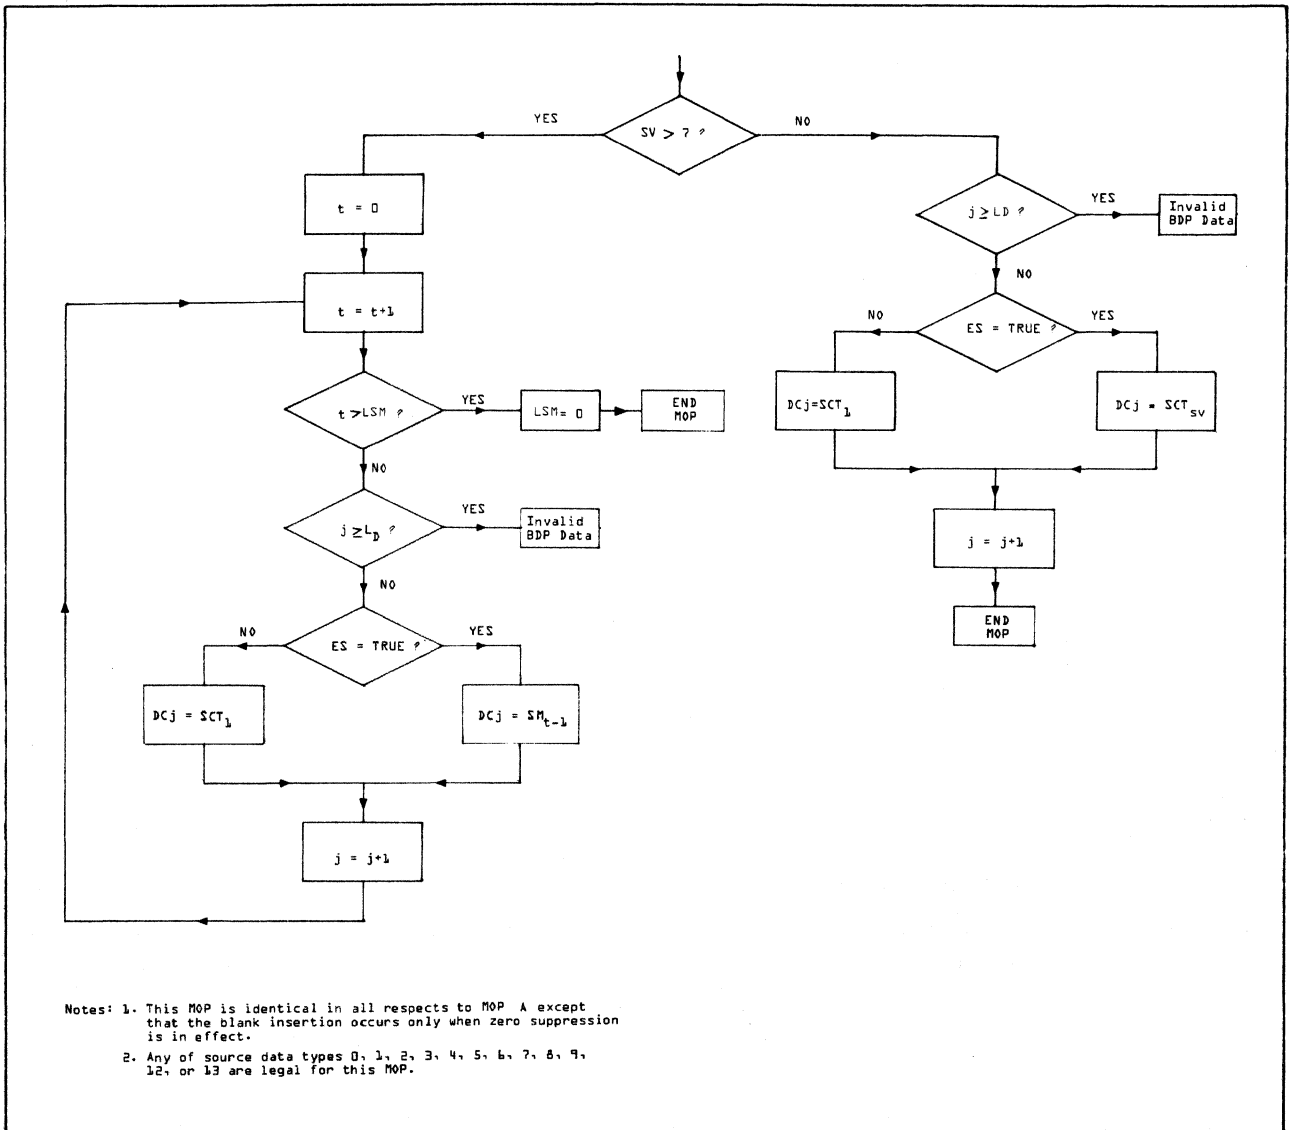 SV > 7 ?
YES
NO
t = 0
j ≥ LD ?
YES
Invalid
BDP Data
NO
t = t+1
ES = TRUE ?
NO
YES
DCj=SCT1
DCj = SCTSV
t >LSM ?
YES
LSM= 0
END
MOP
NO
j ≥LD ?
YES
Invalid
BDP Data
NO
j = j+1
END
MOP
ES = TRUE ?
NO
YES
DCj = SCT1
DCj = SMt-1
j = j+1
Notes: 1. This MOP is identical in all respects to MOP A except
that the blank insertion occurs only when zero suppression
is in effect.
2. Any of source data types 0, 1, 2, 3, 4, 5, 6, 7, 8, 9,
12, or 13 are legal for this MOP.